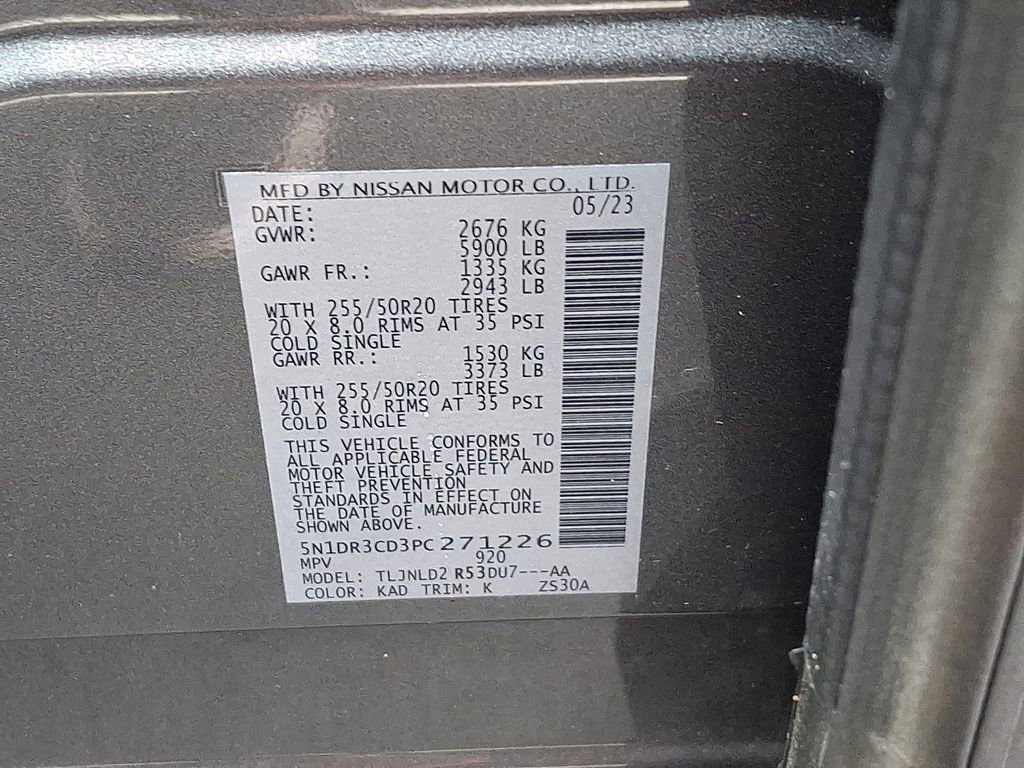 MFD BY NISSAN MOTOR CO., LTD.
DATE: 05/23
GVWR: 2676 KG
5900 LB
GAWR FR.: 1335 KG
2943 LB
WITH 255/50R20 TIRES
20 X 8.0 RIMS AT 35 PSI
COLD SINGLE
GAWR RR.: 1530 KG
3373 LB
WITH 255/50R20 TIRES
20 X 8.0 RIMS AT 35 PSI
COLD SINGLE
THIS VEHICLE CONFORMS TO
ALL APPLICABLE FEDERAL
MOTOR VEHICLE SAFETY AND
THEFT PREVENTION
STANDARDS IN EFFECT ON
THE DATE OF MANUFACTURE
SHOWN ABOVE.
5N1DR3CD3PC271226
MPV 920
MODEL: TLJNLD2 R53DU7---AA
COLOR: KAD TRIM: K ZS30A